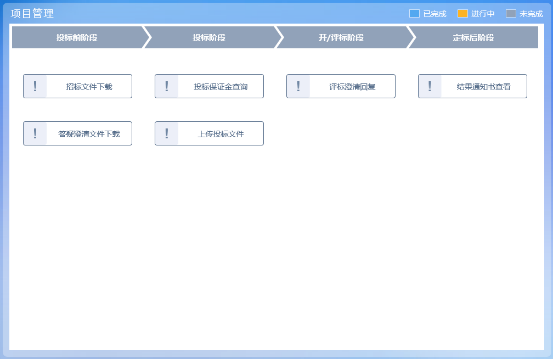 项目管理
已完成 进行中 未完成
投标前阶段 投标阶段 开/评标阶段 定标后阶段
! 招标文件下载 ! 投标保证金查询 ! 评标澄清回复 ! 结果通知书查看
! 答疑澄清文件下载 ! 上传投标文件